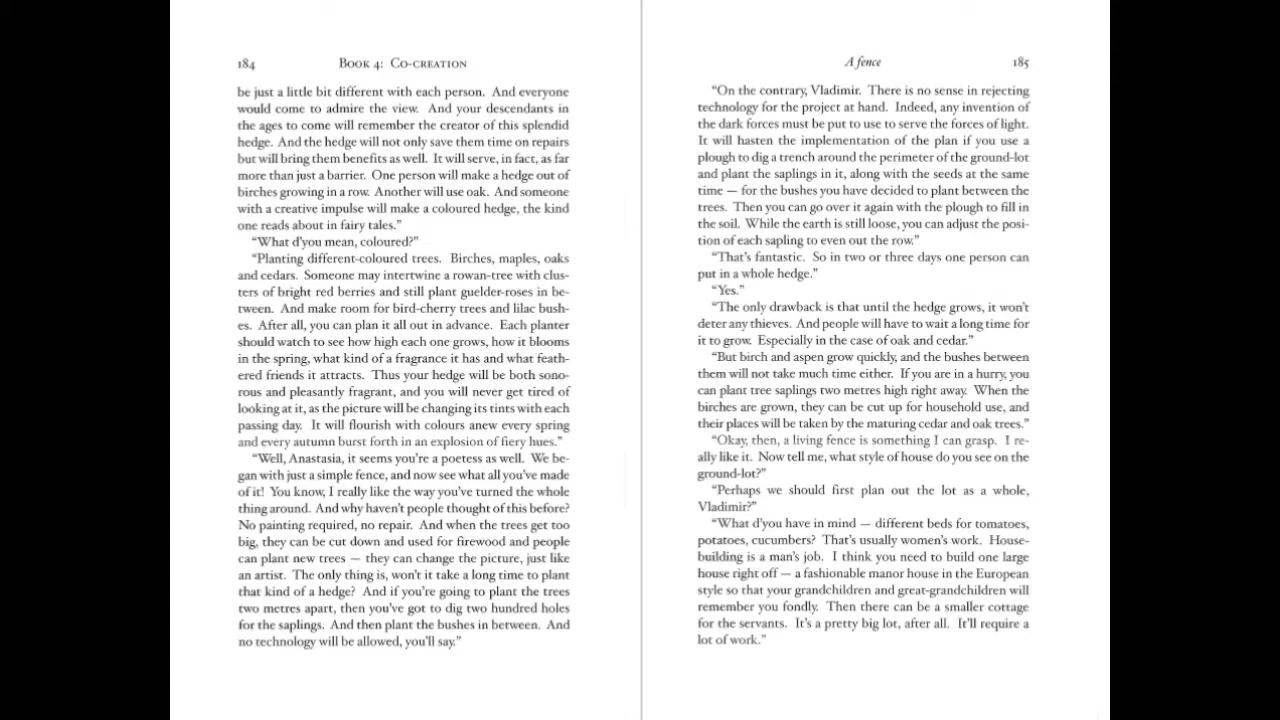 184 Book 4: Co-creation
be just a little bit different with each person. And everyone
would come to admire the view. And your descendants in
the ages to come will remember the creator of this splendid
hedge. And the hedge will not only save them time on repairs
but will bring them benefits as well. It will serve, in fact, as far
more than just a barrier. One person will make a hedge out of
birches growing in a row. Another will use oak. And someone
with a creative impulse will make a coloured hedge, the kind
one reads about in fairy tales.”
“What d’you mean, coloured?”
“Planting different-coloured trees. Birches, maples, oaks
and cedars. Someone may intertwine a rowan-tree with clus-
ters of bright red berries and still plant guelder-roses in be-
tween. And make room for bird-cherry trees and lilac bush-
es. After all, you can plan it all out in advance. Each planter
should watch to see how high each one grows, how it blooms
in the spring, what kind of a fragrance it has and what feath-
ered friends it attracts. Thus your hedge will be both sono-
rous and pleasantly fragrant, and you will never get tired of
looking at it, as the picture will be changing its tints with each
passing day. It will flourish with colours anew every spring
and every autumn burst forth in an explosion of fiery hues.”
“Well, Anastasia, it seems you’re a poetess as well. We be-
gan with just a simple fence, and now see what all you’ve made
of it! You know, I really like the way you’ve turned the whole
thing around. And why haven’t people thought of this before?
No painting required, no repair. And when the trees get too
big, they can be cut down and used for firewood and people
can plant new trees — they can change the picture, just like
an artist. The only thing is, won’t it take a long time to plant
that kind of a hedge? And if you’re going to plant the trees
two metres apart, then you’ve got to dig two hundred holes
for the saplings. And then plant the bushes in between. And
no technology will be allowed, you’ll say.”
A fence 185
“On the contrary, Vladimir. There is no sense in rejecting
technology for the project at hand. Indeed, any invention of
the dark forces must be put to use to serve the forces of light.
It will hasten the implementation of the plan if you use a
plough to dig a trench around the perimeter of the ground-lot
and plant the saplings in it, along with the seeds at the same
time — for the bushes you have decided to plant between the
trees. Then you can go over it again with the plough to fill in
the soil. While the earth is still loose, you can adjust the posi-
tion of each sapling to even out the row.”
“That’s fantastic. So in two or three days one person can
put in a whole hedge.”
“Yes.”
“The only drawback is that until the hedge grows, it won’t
deter any thieves. And people will have to wait a long time for
it to grow. Especially in the case of oak and cedar.”
“But birch and aspen grow quickly, and the bushes between
them will not take much time either. If you are in a hurry, you
can plant tree saplings two metres high right away. When the
birches are grown, they can be cut up for household use, and
their places will be taken by the maturing cedar and oak trees.”
“Okay, then, a living fence is something I can grasp. I re-
ally like it. Now tell me, what style of house do you see on the
ground-lot?”
“Perhaps we should first plan out the lot as a whole,
Vladimir?”
“What d’you have in mind — different beds for tomatoes,
potatoes, cucumbers? That’s usually women’s work. House-
building is a man’s job. I think you need to build one large
house right off — a fashionable manor house in the European
style so that your grandchildren and great-grandchildren will
remember you fondly. Then there can be a smaller cottage
for the servants. It’s a pretty big lot, after all. It’ll require a
lot of work.”